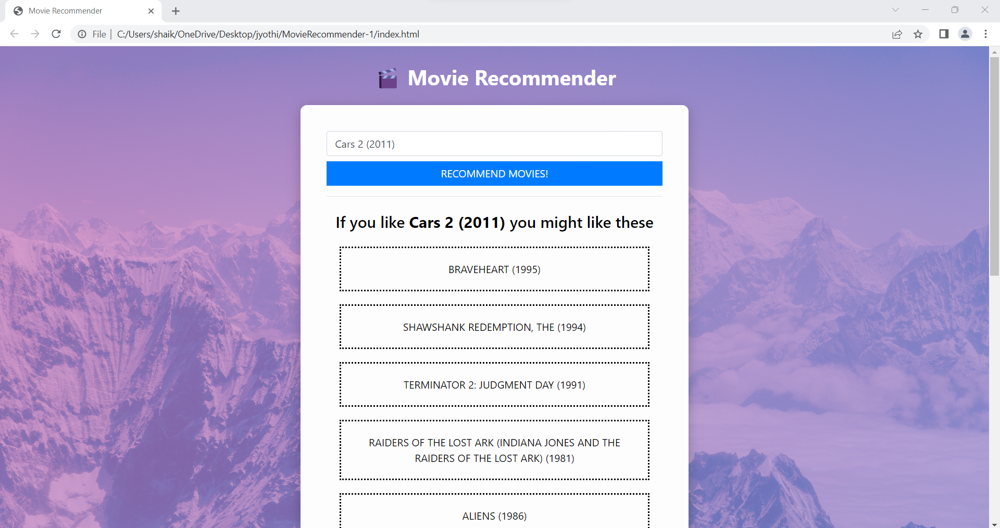 Movie Recommender
File | C:/Users/shaik/OneDrive/Desktop/jyothi/MovieRecommender-1/index.html
🎬 Movie Recommender
Cars 2 (2011)
RECOMMEND MOVIES!
If you like Cars 2 (2011) you might like these
BRAVEHEART (1995)
SHAWSHANK REDEMPTION, THE (1994)
TERMINATOR 2: JUDGMENT DAY (1991)
RAIDERS OF THE LOST ARK (INDIANA JONES AND THE
RAIDERS OF THE LOST ARK) (1981)
ALIENS (1986)